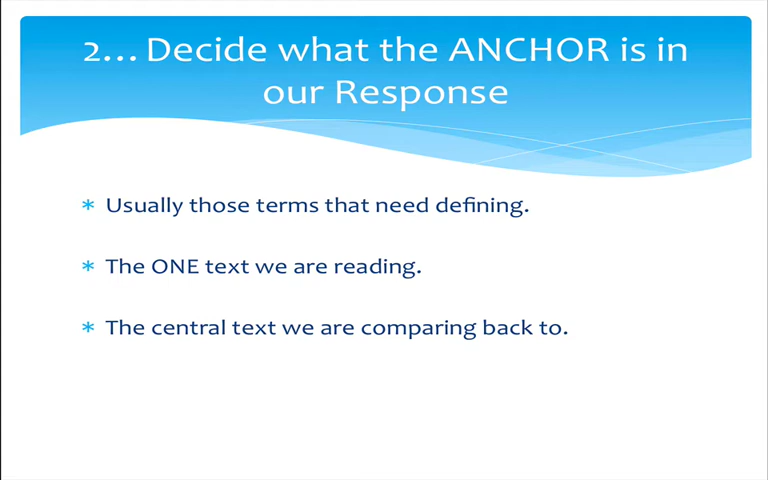 2... Decide what the ANCHOR is in
our Response
* Usually those terms that need defining.
* The ONE text we are reading.
* The central text we are comparing back to.